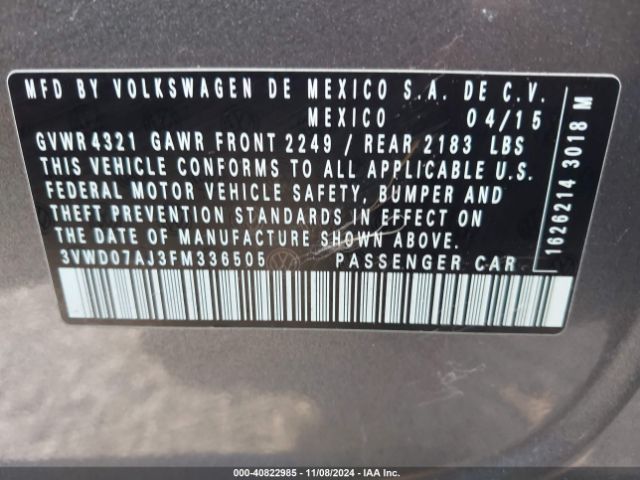 MFD BY VOLKSWAGEN DE MEXICO S.A. DE C.V.
MEXICO 04/15
GVWR 4321 GAWR FRONT 2249 / REAR 2183 LBS
THIS VEHICLE CONFORMS TO ALL APPLICABLE U.S.
FEDERAL MOTOR VEHICLE SAFETY, BUMPER AND
THEFT PREVENTION STANDARDS IN EFFECT ON
THE DATE OF MANUFACTURE SHOWN ABOVE.
3VWD07AJ3FM336505 PASSENGER CAR
1626214 3018 M
000-40822985 - 11/08/2024 - IAA Inc.